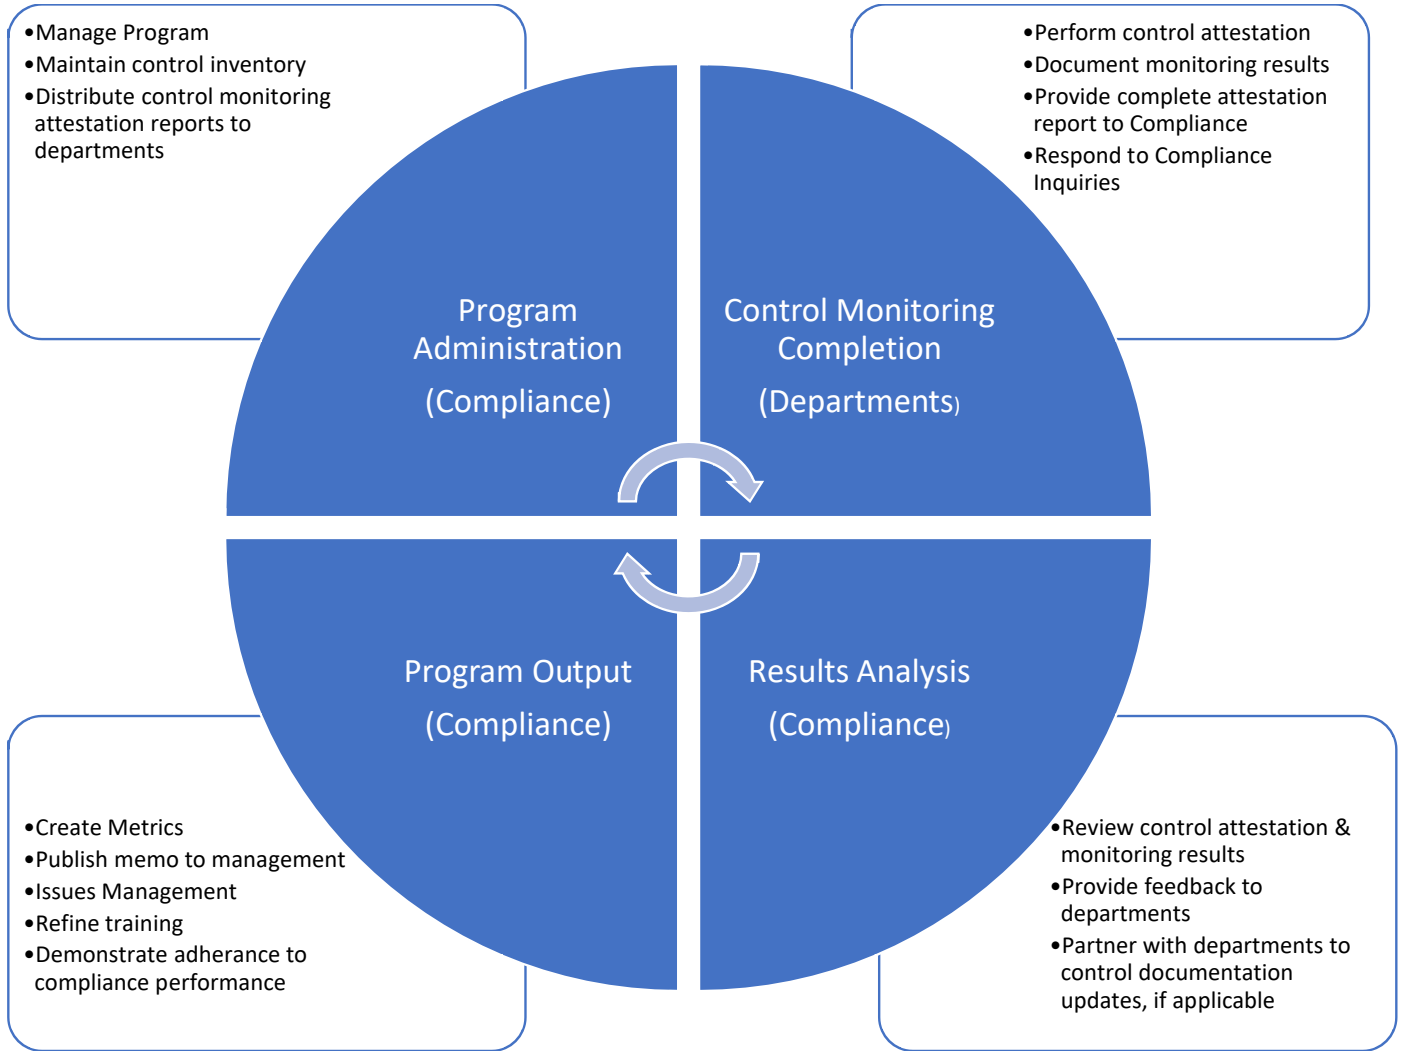 •Manage Program
•Maintain control inventory
•Distribute control monitoring
attestation reports to
departments
•Perform control attestation
•Document monitoring results
•Provide complete attestation
report to Compliance
•Respond to Compliance
Inquiries
Program
Administration
(Compliance)
Control Monitoring
Completion
(Departments)
Program Output
(Compliance)
Results Analysis
(Compliance)
•Create Metrics
•Publish memo to management
•Issues Management
•Refine training
•Demonstrate adherance to
compliance performance
•Review control attestation &
monitoring results
•Provide feedback to
departments
•Partner with departments to
control documentation
updates, if applicable